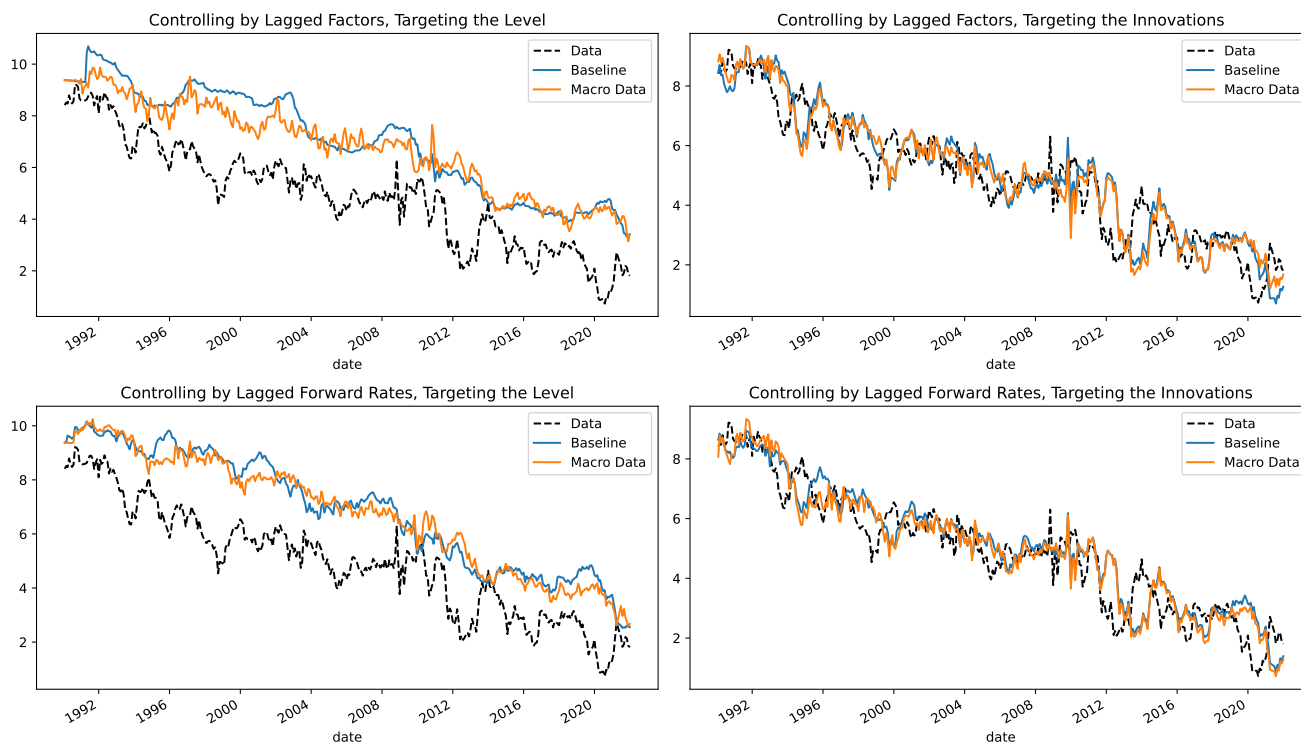 Controlling by Lagged Factors, Targeting the Level
Data
Baseline
Macro Data
10
8
6
4
2
1992
1996
2000
2004
2008
2012
2016
2020
date
Controlling by Lagged Factors, Targeting the Innovations
Data
Baseline
Macro Data
8
6
4
2
1992
1996
2000
2004
2008
2012
2016
2020
date
Controlling by Lagged Forward Rates, Targeting the Level
Data
Baseline
Macro Data
10
8
6
4
2
1992
1996
2000
2004
2008
2012
2016
2020
date
Controlling by Lagged Forward Rates, Targeting the Innovations
Data
Baseline
Macro Data
8
6
4
2
1992
1996
2000
2004
2008
2012
2016
2020
date